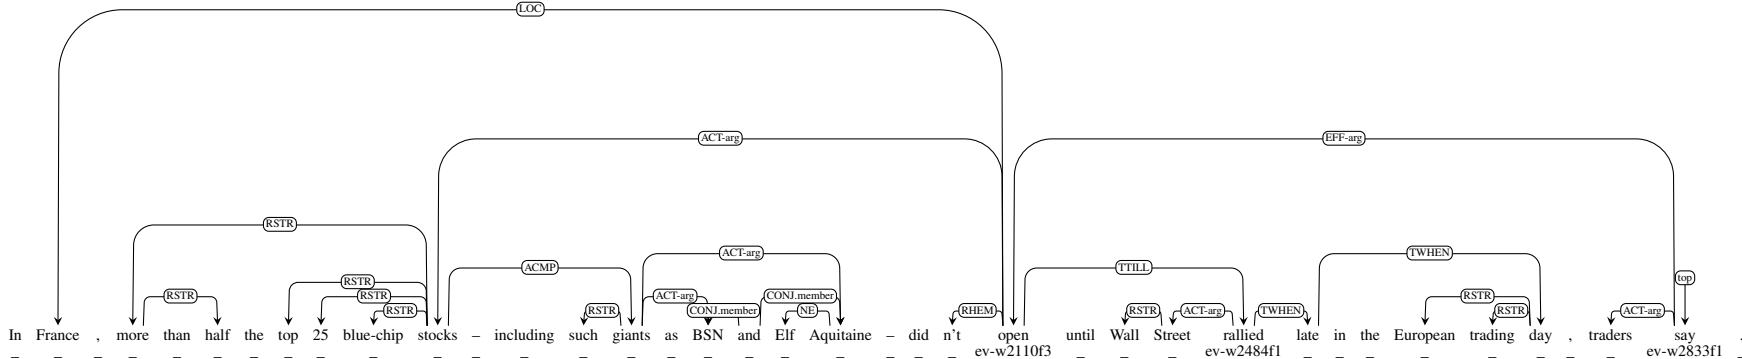 LOC
ACT-arg EFF-arg
RSTR
ACT-arg TWHEN
ACMP TTILL
top
RSTR
RSTR RSTR ACT-arg CONJ.member RSTR
RSTR RSTR CONJ.member NE RHEM RSTR ACT-arg TWHEN RSTR ACT-arg
In France , more than half the top 25 blue-chip stocks – including such giants as BSN and Elf Aquitaine – did n't open until Wall Street rallied late in the European trading day , traders say .
_ _ _ _ _ _ _ _ _ _ _ _ _ _ _ _ _ _ _ _ _ _ _ ev-w2110f3 _ _ _ ev-w2484f1 _ _ _ _ _ _ _ _ ev-w2833f1 _